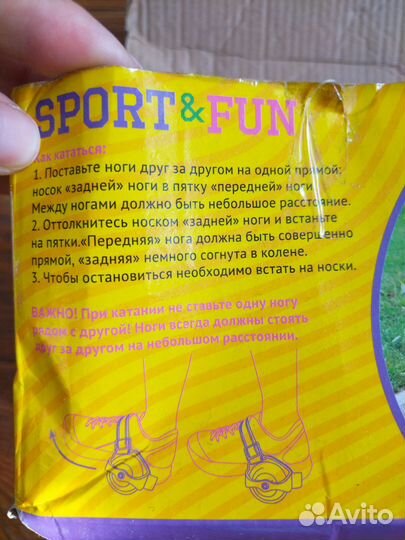 SPORT&FUN
Как кататься:
1. Поставьте ноги друг за другом на одной прямой:
носок «задней» ноги в пятку «передней» ноги.
Между ногами должно быть небольшое расстояние.
2. Оттолкнитесь носком «задней» ноги и встаньте
на пятки.«Передняя» нога должна быть совершенно
прямой, «задняя» немного согнута в колене.
3. Чтобы остановиться необходимо встать на носки.
ВАЖНО! При катании не ставьте одну ногу
рядом с другой! Ноги всегда должны стоять
друг за другом на небольшом расстоянии.
Avito